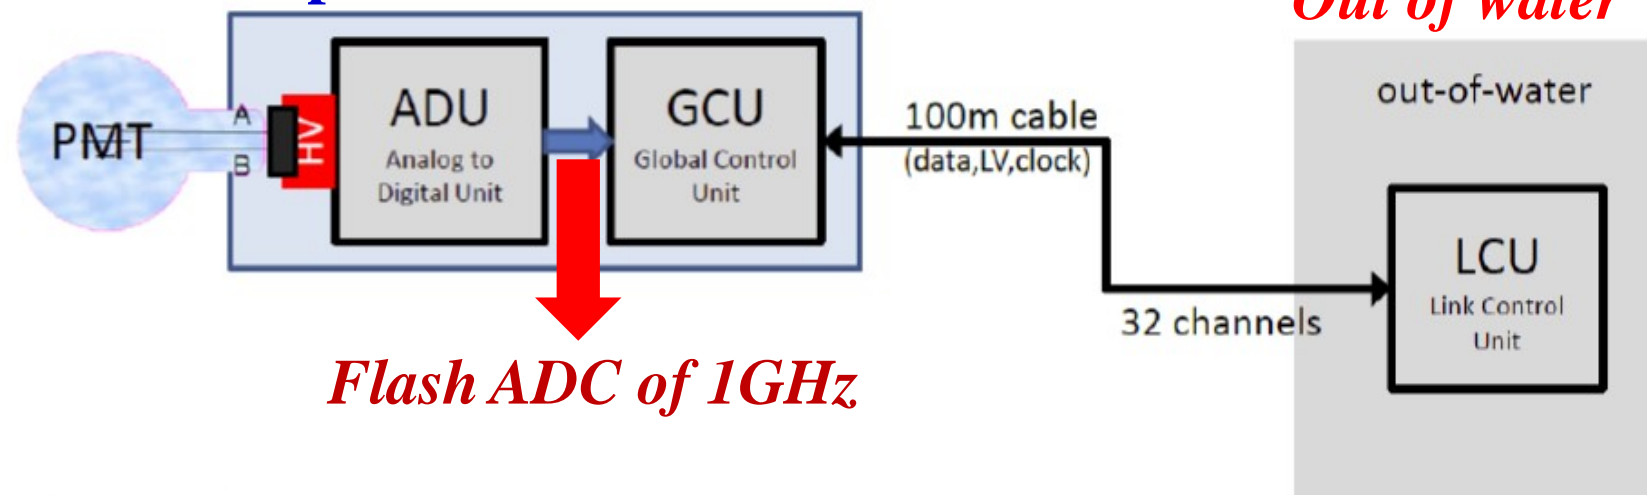 Out of water
out-of-water
PMT
A
B
HV
ADU
Analog to
Digital Unit
GCU
Global Control
Unit
100m cable
(data,LV,clock)
32 channels
LCU
Link Control
Unit
Flash ADC of 1GHz